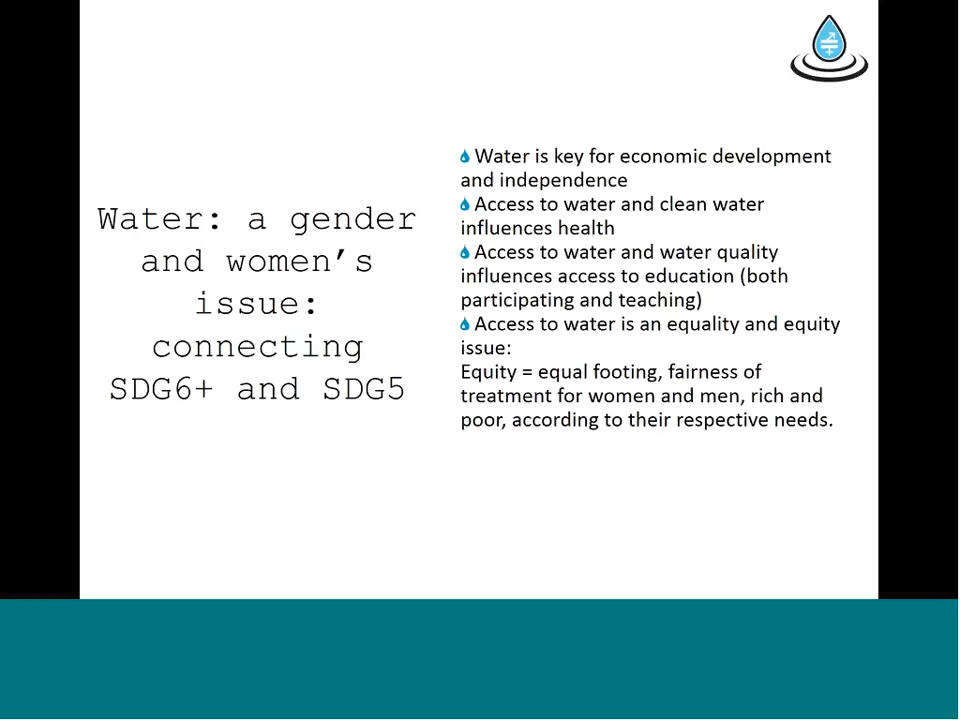 Water: a gender
and women’s
issue:
connecting
SDG6+ and SDG5
Water is key for economic development
and independence
Access to water and clean water
influences health
Access to water and water quality
influences access to education (both
participating and teaching)
Access to water is an equality and equity
issue:
Equity = equal footing, fairness of
treatment for women and men, rich and
poor, according to their respective needs.